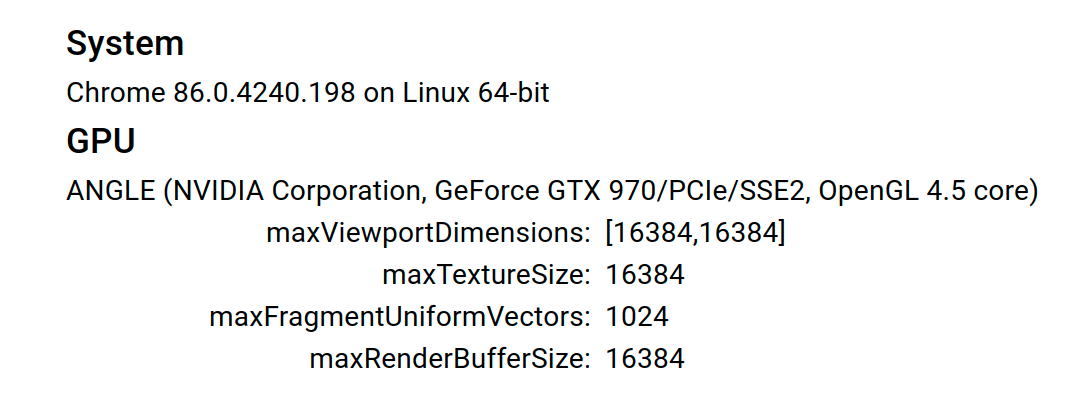 System
Chrome 86.0.4240.198 on Linux 64-bit
GPU
ANGLE (NVIDIA Corporation, GeForce GTX 970/PCIe/SSE2, OpenGL 4.5 core)
maxViewportDimensions: [16384,16384]
maxTextureSize: 16384
maxFragmentUniformVectors: 1024
maxRenderBufferSize: 16384